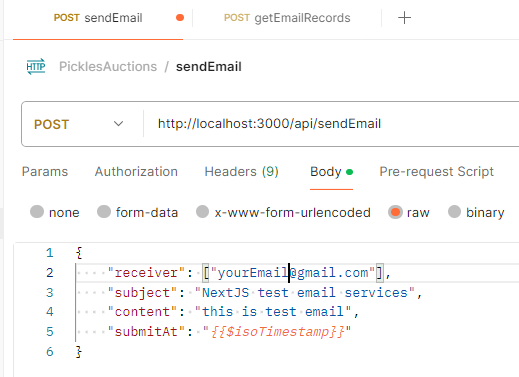 POST sendEmail POST getEmailRecords
HTTP PicklesAuctions / sendEmail
POST http://localhost:3000/api/sendEmail
Params Authorization Headers (9) Body Pre-request Script
none form-data x-www-form-urlencoded raw binary
1 {
2 "receiver": ["yourEmail@gmail.com"],
3 "subject": "NextJS test email services",
4 "content": "this is test email",
5 "submitAt": "{{$isoTimestamp}}"
6 }